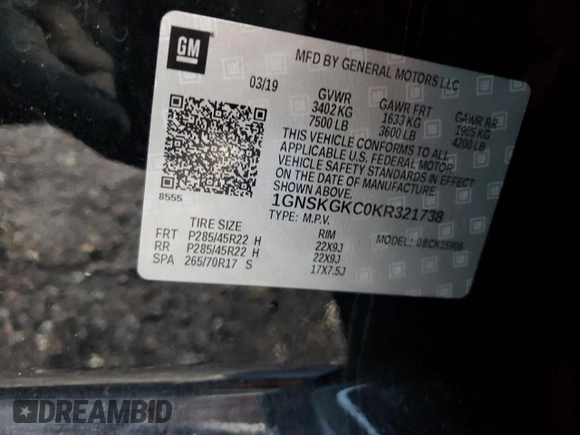 GM
MFD BY GENERAL MOTORS LLC
03/19
GVWR GAWR FRT GAWR RR
3402 KG 1633 KG 1905 KG
7500 LB 3600 LB 4200 LB
THIS VEHICLE CONFORMS TO ALL
APPLICABLE U.S. FEDERAL MOTOR
VEHICLE SAFETY STANDARDS IN EFFECT
ON THE DATE OF MANUFACTURE
SHOWN ABOVE.
8555
1GNSKGKC0KR321738
TYPE: M.P.V. MODEL:
TIRE SIZE RIM
FRT P285/45R22 H 22X9J
RR P285/45R22 H 22X9J
SPA 265/70R17 S 17X7.5J
DREAMBID